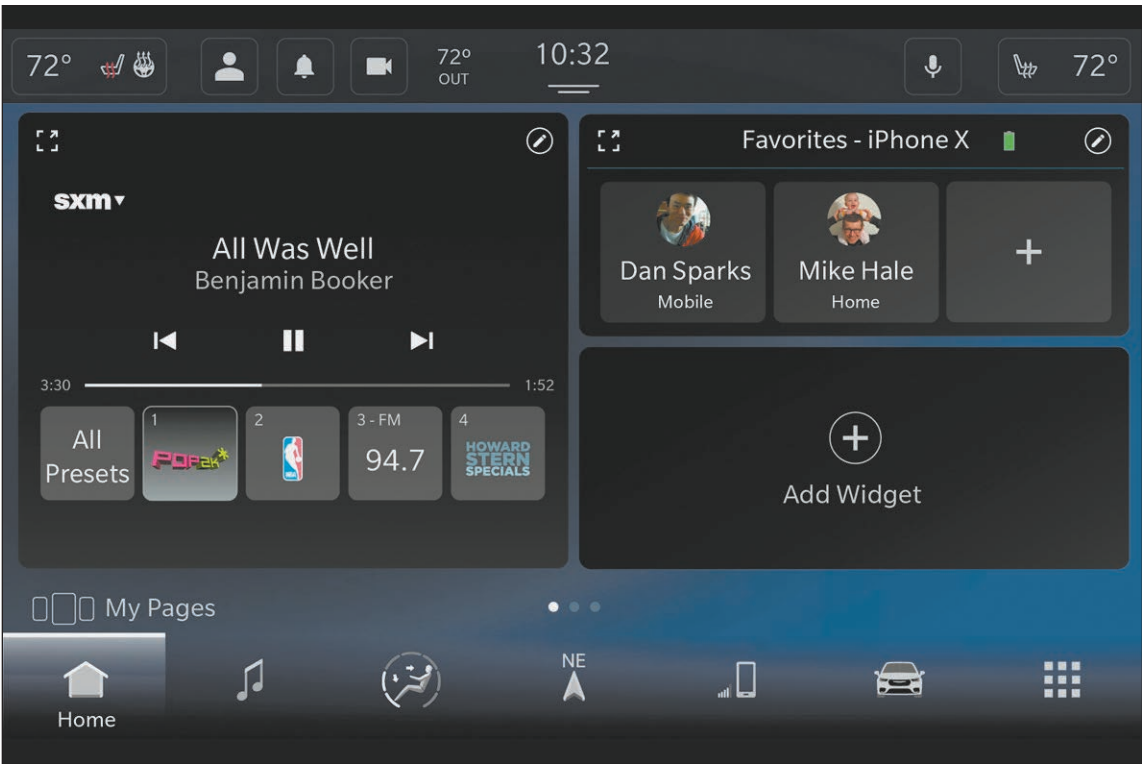 72°
72°
OUT
10:32
72°
sxm
All Was Well
Benjamin Booker
3:30
1:52
All
Presets
1
POP2K*
2
NBA
3 - FM
94.7
4
HOWARD
STERN
SPECIALS
Favorites - iPhone X
Dan Sparks
Mobile
Mike Hale
Home
+
+
Add Widget
My Pages
Home
NE